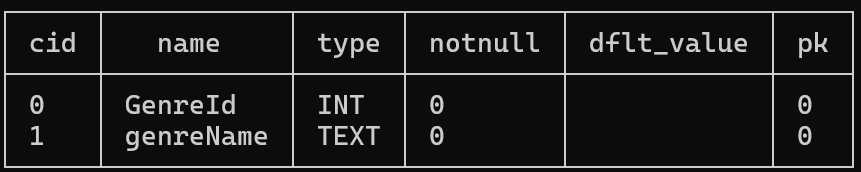 cid name type notnull dflt_value pk
0 GenreId INT 0 0
1 genreName TEXT 0 0